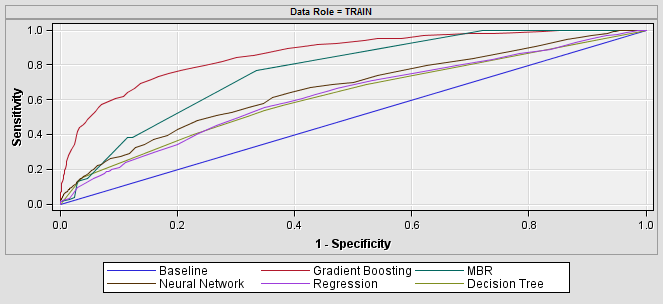 Data Role = TRAIN
1.0
0.8
0.6
0.4
0.2
0.0
Sensitivity
0.0 0.2 0.4 0.6 0.8 1.0
1 - Specificity
Baseline Gradient Boosting MBR
Neural Network Regression Decision Tree